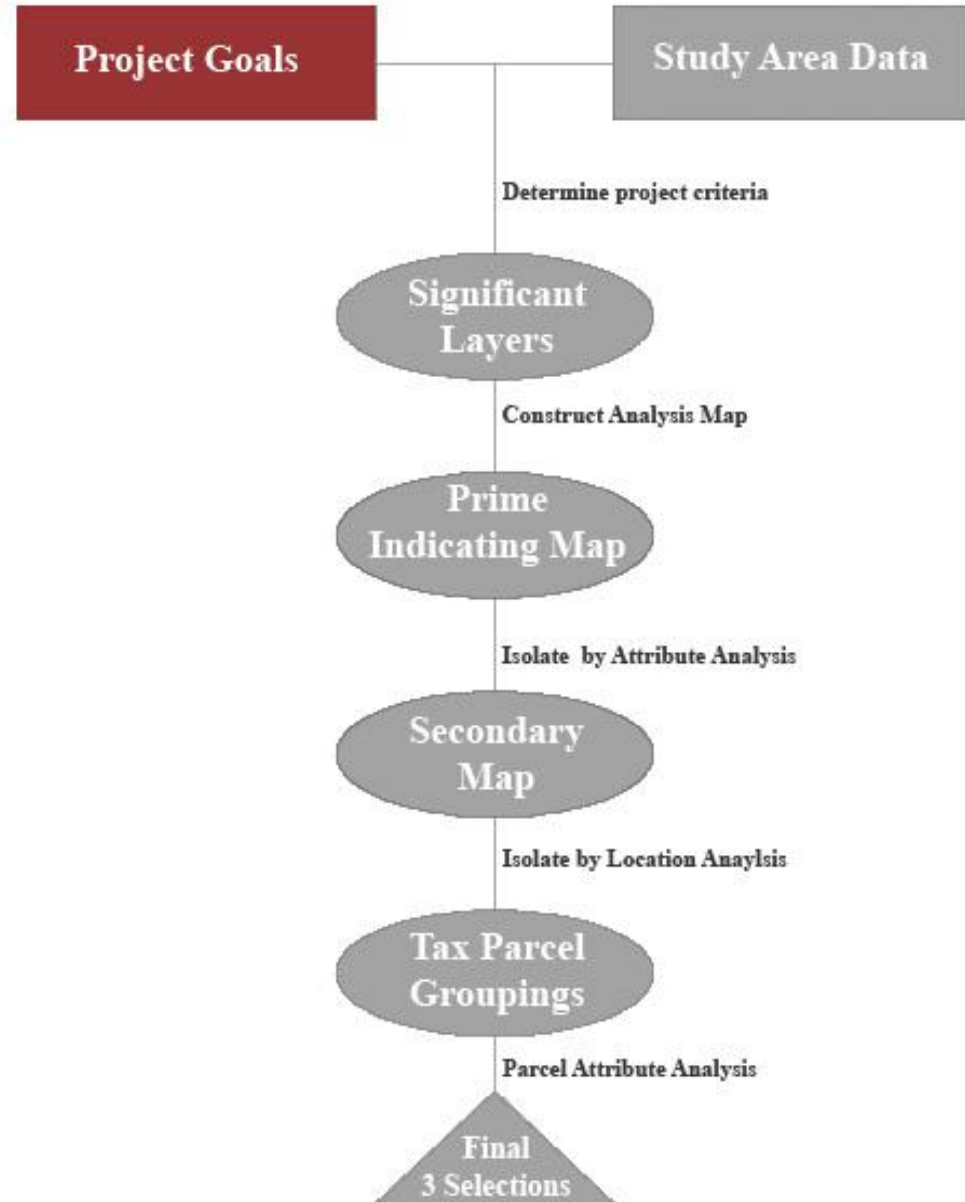 Project Goals
Study Area Data
Determine project criteria
Significant
Layers
Construct Analysis Map
Prime
Indicating Map
Isolate  by Attribute Analysis
Secondary
Map
Isolate by Location Anaylsis
Tax Parcel
Groupings
Parcel Attribute Analysis
Final
3 Selections